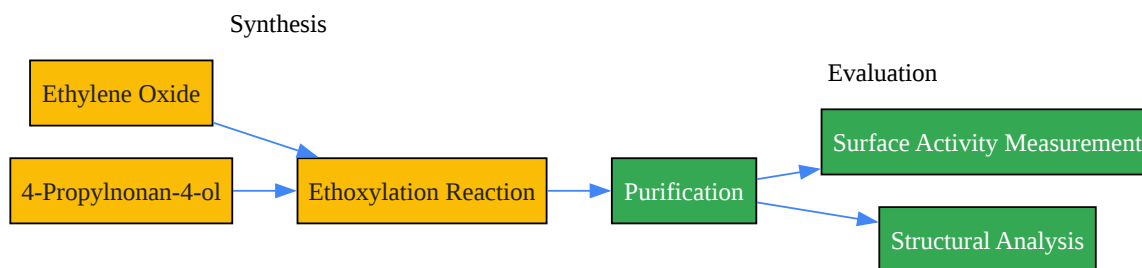 Synthesis
Ethylene Oxide
4-Propylnonan-4-ol
Ethoxylation Reaction
Purification
Evaluation
Surface Activity Measurement
Structural Analysis